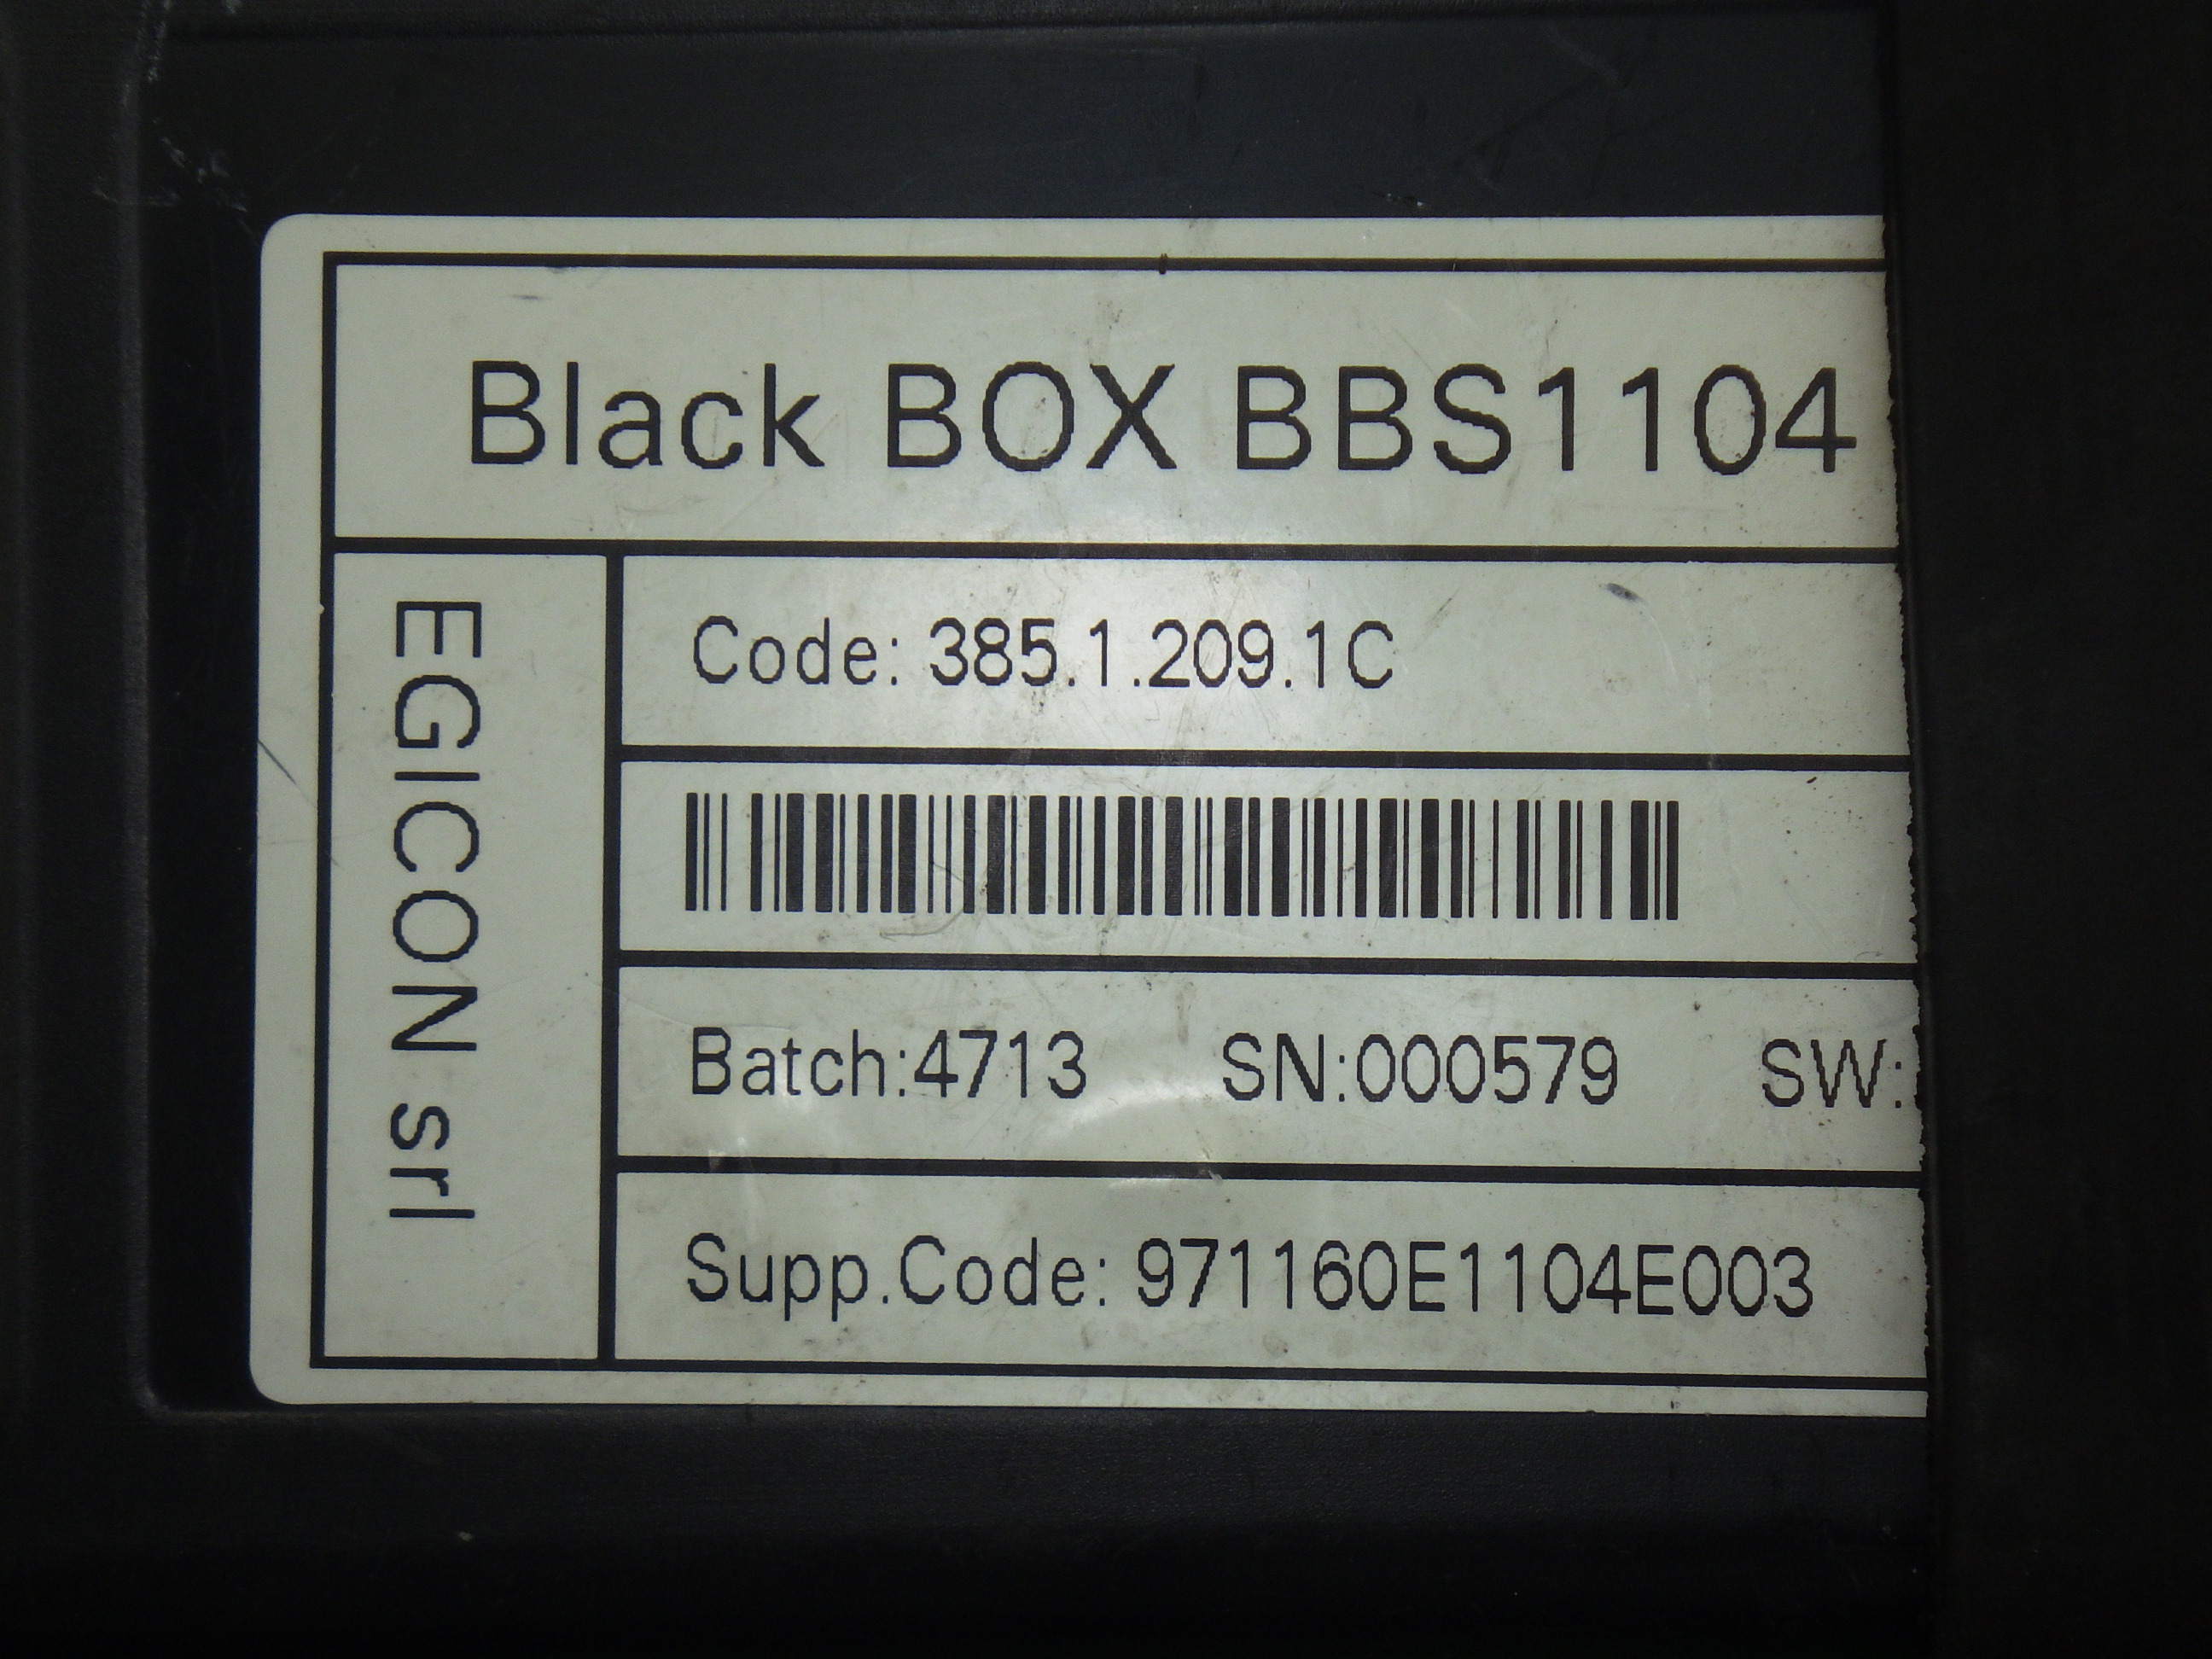 Black BOX BBS1104
EGICON srl
Code: 385.1.209.1C
Batch:4713 SN:000579 SW:
Supp.Code: 971160E1104E003